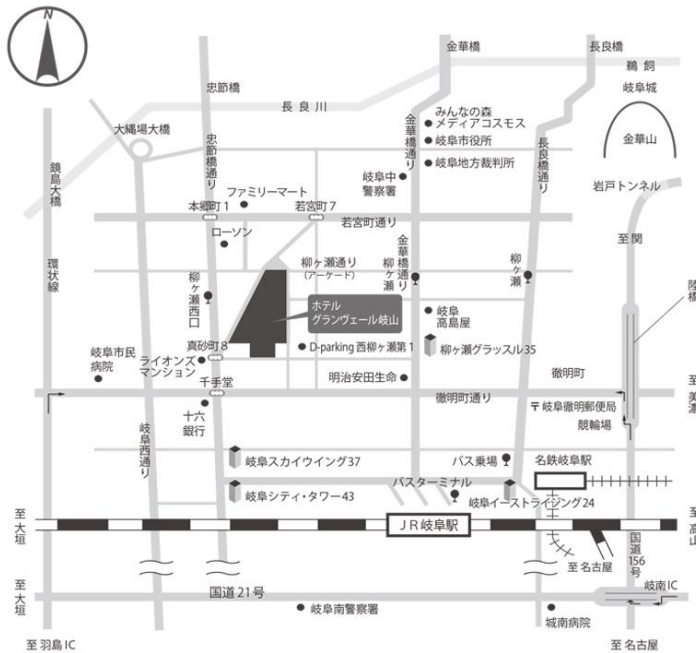 N
金華橋
長良橋
忠節橋
鵜飼
長良川
岐阜城
みんなの森
メディアコスモス
大縄場大橋
忠節橋通り
金華橋通り
岐阜市役所
長良橋通り
金華山
鏡島大橋
岐阜地方裁判所
岐阜中
警察署
ファミリーマート
岩戸トンネル
本郷町1
若宮町7
若宮町通り
至関
ローソン
環状線
柳ヶ瀬通り
(アーケード)
金華橋通り
柳ヶ瀬
柳ヶ瀬
柳ヶ瀬西口
陸橋
ホテル
グランヴェール岐山
岐阜
高島屋
真砂町8
D-parking 西柳ヶ瀬第1
柳ヶ瀬グラッスル35
岐阜市民
病院
ライオンズ
マンション
千手堂
明治安田生命
徹明町
至美濃
徹明町通り
〒岐阜徹明郵便局
十六
銀行
競輪場
岐阜西通り
岐阜スカイウイング37
バス乗場
名鉄岐阜駅
バスターミナル
岐阜シティ・タワー43
岐阜イーストライジング24
至大垣
JR岐阜駅
至高山
国道156号
至名古屋
至大垣
国道21号
岐南IC
岐阜南警察署
城南病院
至羽島IC
至名古屋